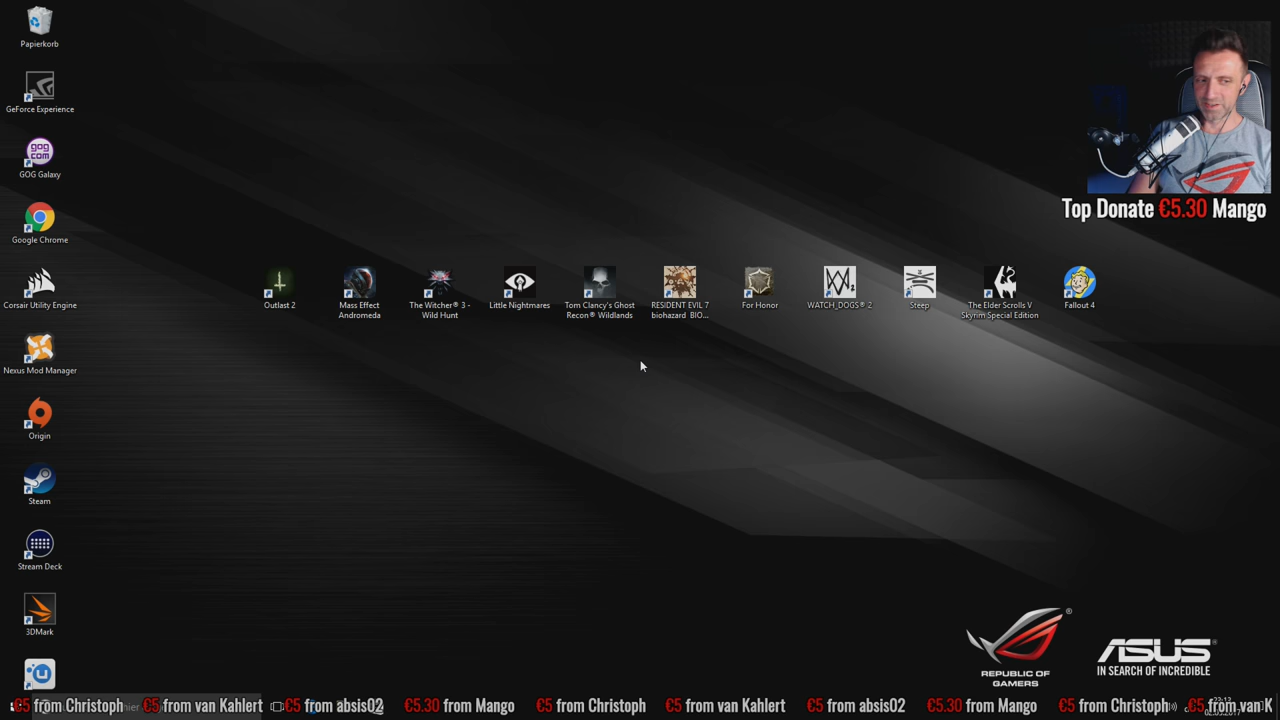 Papierkorb
GeForce Experience
GOG Galaxy
Google Chrome
Corsair Utility Engine
Nexus Mod Manager
Origin
Steam
Stream Deck
3DMark
Outlast 2
Mass Effect
Andromeda
The Witcher® 3 -
Wild Hunt
Little Nightmares
Tom Clancy's Ghost
Recon® Wildlands
RESIDENT EVIL 7
biohazard BIO...
For Honor
WATCH_DOGS® 2
Steep
The Elder Scrolls V
Skyrim Special Edition
Fallout 4
Top Donate €5.30 Mango
REPUBLIC OF
GAMERS
ASUS
IN SEARCH OF INCREDIBLE
€5 from Christoph €5 from van Kahlert €5 from absis02 €5.30 from Mango €5 from Christoph €5 from van Kahlert €5 from absis02 €5.30 from Mango €5 from Christoph €5 from van K